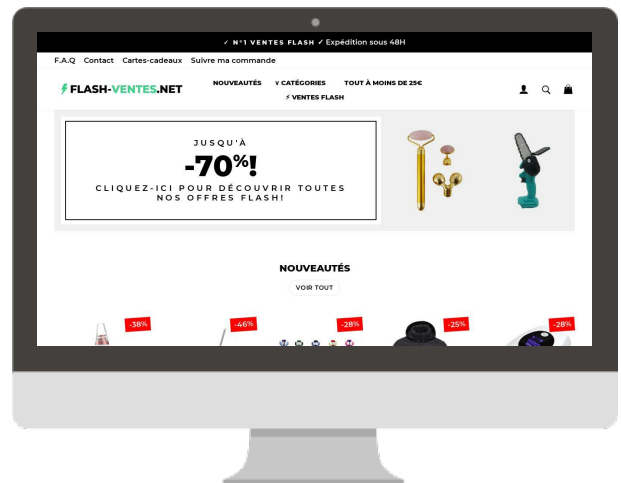 ✓ N°1 VENTES FLASH ✓ Expédition sous 48H
F.A.Q Contact Cartes-cadeaux Suivre ma commande
FLASH-VENTES.NET
NOUVEAUTÉS ∨ CATÉGORIES TOUT À MOINS DE 25€
⚡ VENTES FLASH
JUSQU'À
-70%!
CLIQUEZ-ICI POUR DÉCOUVRIR TOUTES
NOS OFFRES FLASH!
NOUVEAUTÉS
VOIR TOUT
-38% -46% -28% -25% -28%